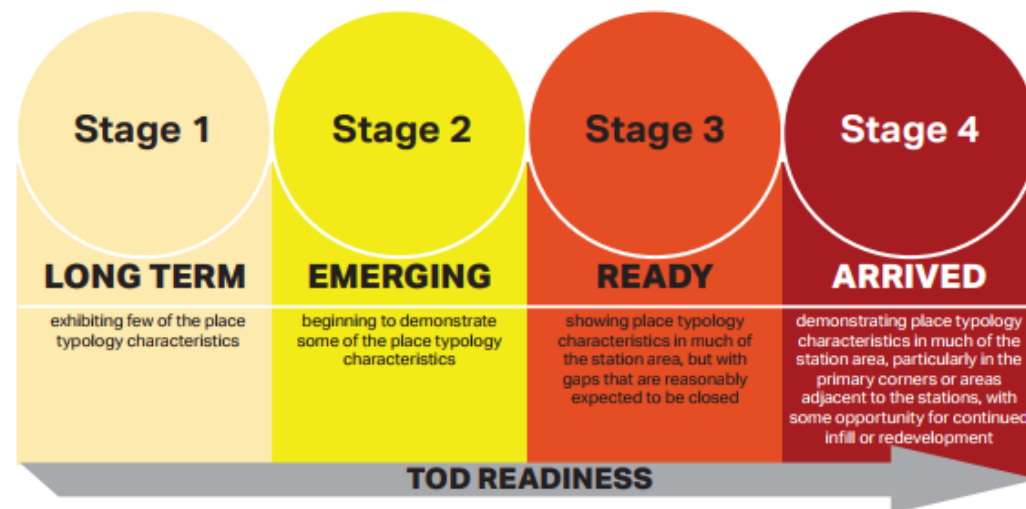 Stage 1
Stage 2
Stage 3
Stage 4
LONG TERM
exhibiting few of the place
typology characteristics
EMERGING
beginning to demonstrate
some of the place typology
characteristics
READY
showing place typology
characteristics in much of
the station area, but with
gaps that are reasonably
expected to be closed
ARRIVED
demonstrating place typology
characteristics in much of the
station area, particularly in the
primary corners or areas
adjacent to the stations, with
some opportunity for continued
infill or redevelopment
TOD READINESS